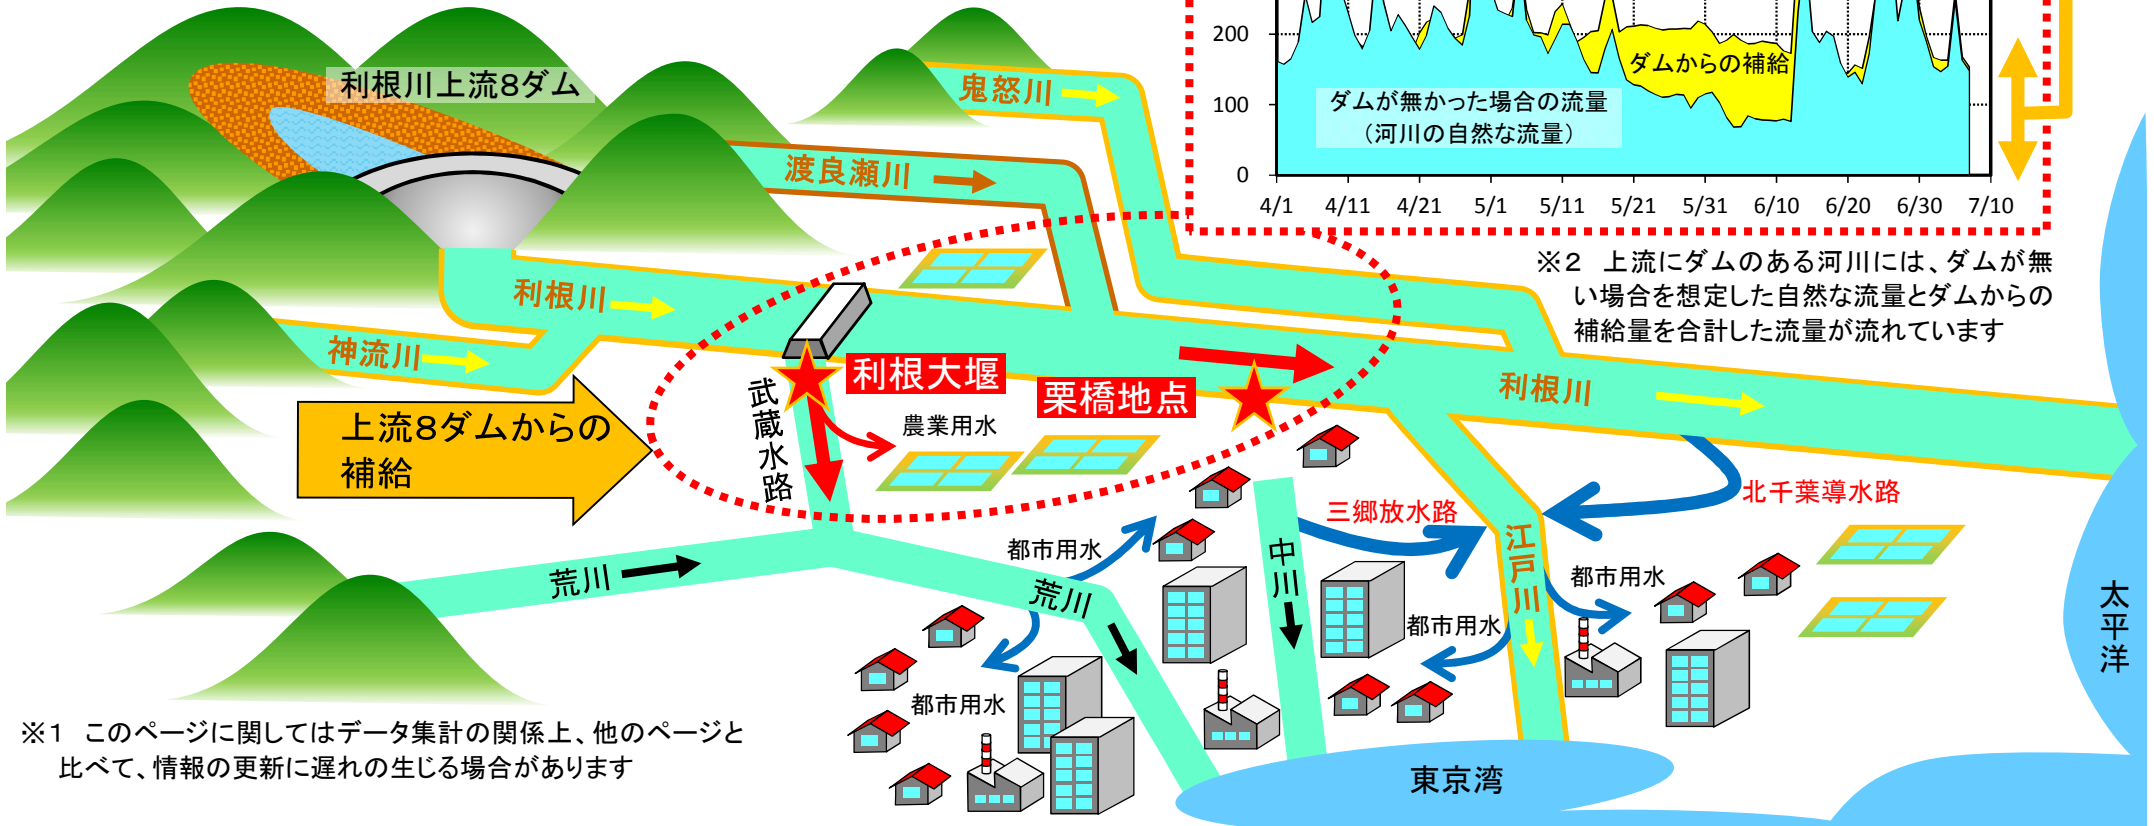 200
100
0
4/1 4/11 4/21 5/1 5/11 5/21 5/31 6/10 6/20 6/30 7/10
ダムからの補給
ダムが無かった場合の流量
（河川の自然な流量）
※2 上流にダムのある河川には、ダムが無
い場合を想定した自然な流量とダムからの
補給量を合計した流量が流れています
利根川上流8ダム
鬼怒川
渡良瀬川
利根川
神流川
利根大堰
栗橋地点
利根川
上流8ダムからの
補給
武蔵水路
農業用水
三郷放水路
北千葉導水路
都市用水
荒川
荒川
中川
江戸川
都市用水
都市用水
都市用水
太平洋
東京湾
※1 このページに関してはデータ集計の関係上、他のページと
比べて、情報の更新に遅れの生じる場合があります